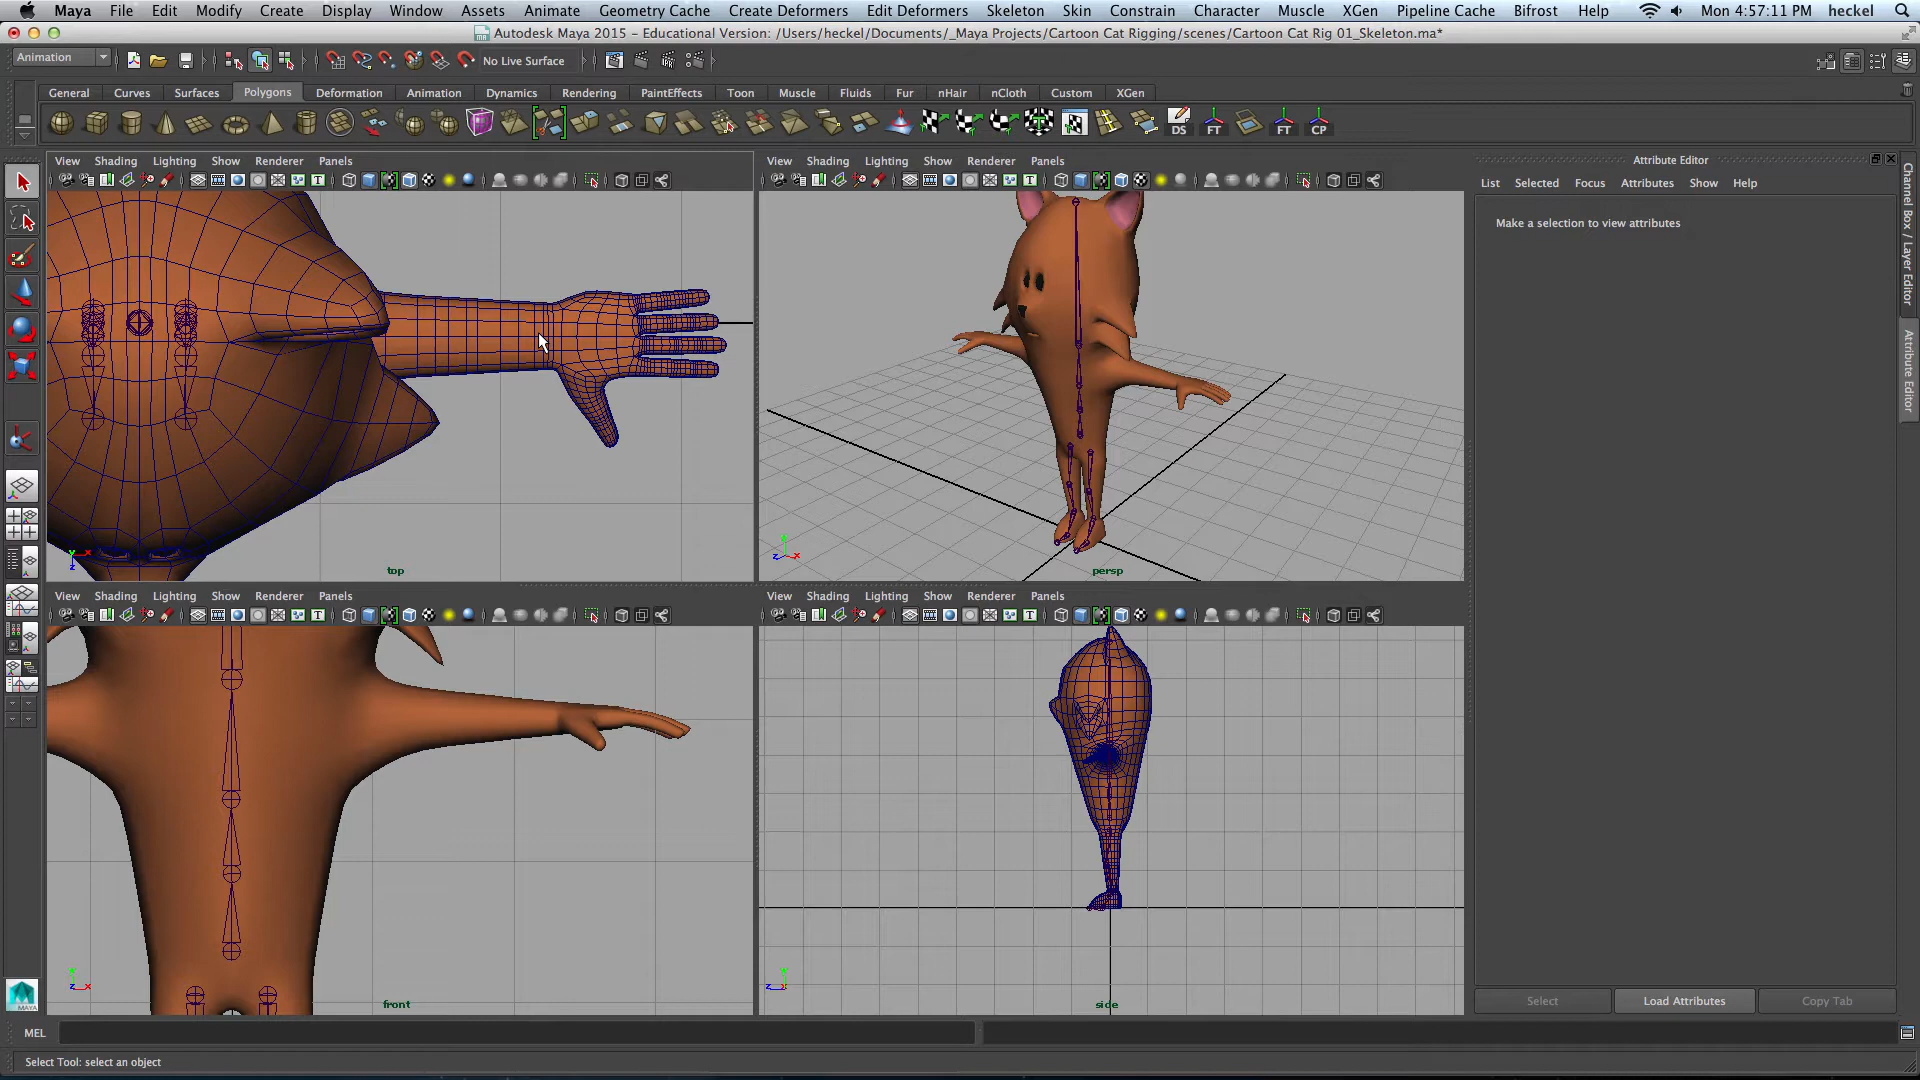 Maya File Edit Modify Create Display Window Assets Animate Geometry Cache Create Deformers Edit Deformers Skeleton Skin Constrain Character Muscle XGen Pipeline Cache Bifrost Help Mon 4:57:11 PM heckel
Autodesk Maya 2015 - Educational Version: /Users/heckel/Documents/_Maya Projects/Cartoon Cat Rigging/scenes/Cartoon Cat Rig 01_Skeleton.ma*
Animation No Live Surface
General Curves Surfaces Polygons Deformation Animation Dynamics Rendering PaintEffects Toon Muscle Fluids Fur nHair nCloth Custom XGen
DS FT FT CP
View Shading Lighting Show Renderer Panels
View Shading Lighting Show Renderer Panels
Attribute Editor
List Selected Focus Attributes Show Help
Make a selection to view attributes
Channel Box / Layer Editor
Attribute Editor
y x z top
y z x persp
View Shading Lighting Show Renderer Panels
View Shading Lighting Show Renderer Panels
y z x front
y z x side
Select Load Attributes Copy Tab
MAYA
MEL
Select Tool: select an object